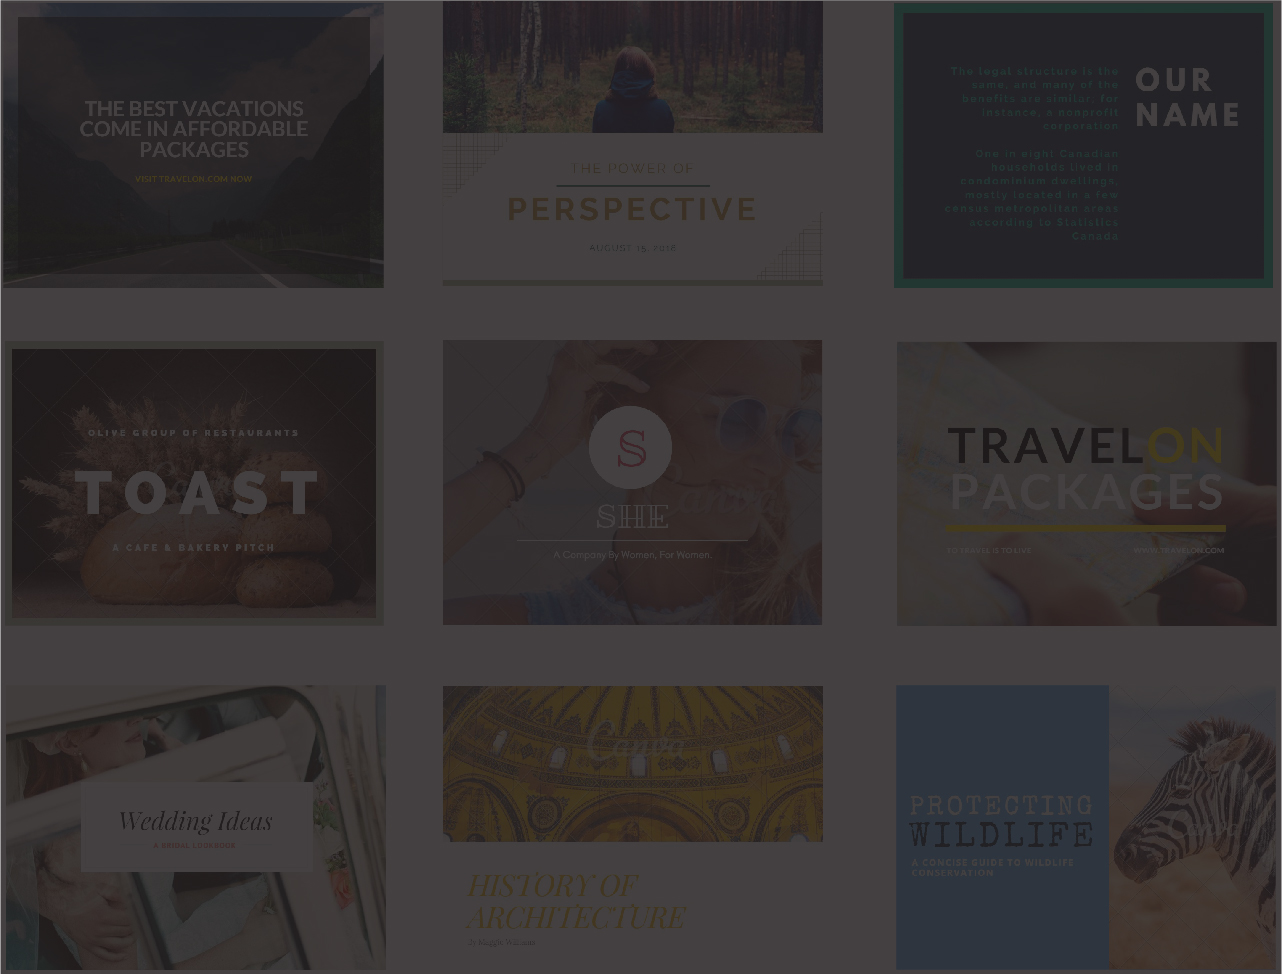 THE BEST VACATIONS
COME IN AFFORDABLE
PACKAGES
VISIT TRAVELON.COM NOW
THE POWER OF
PERSPECTIVE
AUGUST 15, 2016
The legal structure is the
same, and many of the
benefits are similar, for
instance, a nonprofit
corporation
One in eight Canadian
households lived in
condominium dwellings,
mostly located in a few
census metropolitan areas
according to Statistics
Canada
OUR
NAME
OLIVE GROUP OF RESTAURANTS
TOAST
A CAFE & BAKERY PITCH
S
SHE
A Company By Women, For Women.
TRAVELON
PACKAGES
TO TRAVEL IS TO LIVE
WWW.TRAVELON.COM
Wedding Ideas
A BRIDAL LOOKBOOK
Canva
HISTORY OF
ARCHITECTURE
By Maggie
PROTECTING
WILDLIFE
A CONCISE GUIDE TO WILDLIFE
CONSERVATION